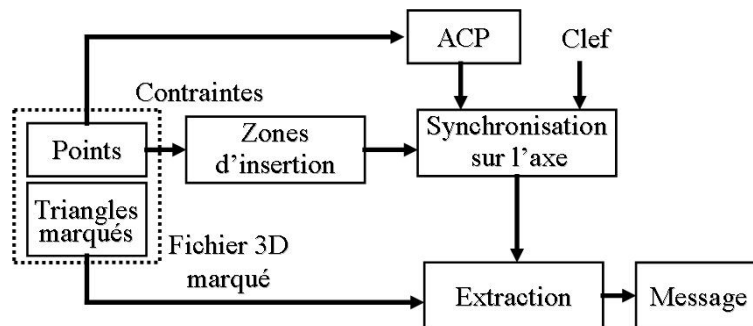 ACP
Clef
Contraintes
Points
Zones
d'insertion
Synchronisation
sur l'axe
Triangles
marqués
Fichier 3D
marqué
Extraction
Message